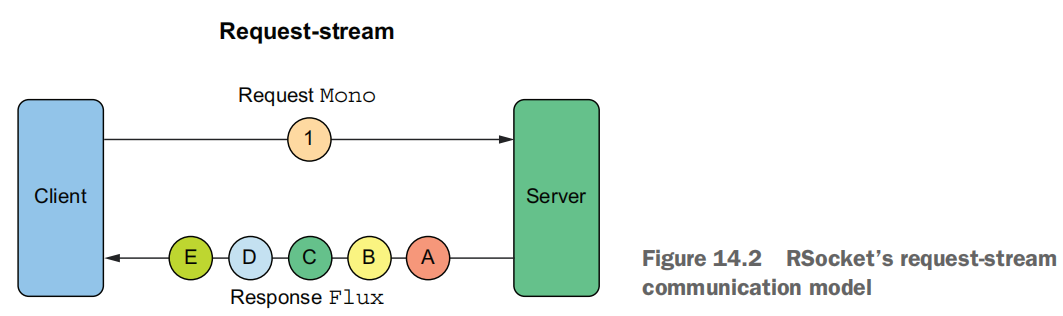 Request-stream
Request Mono
1
Client
Server
E D C B A
Response Flux
Figure 14.2 RSocket's request-stream
communication model